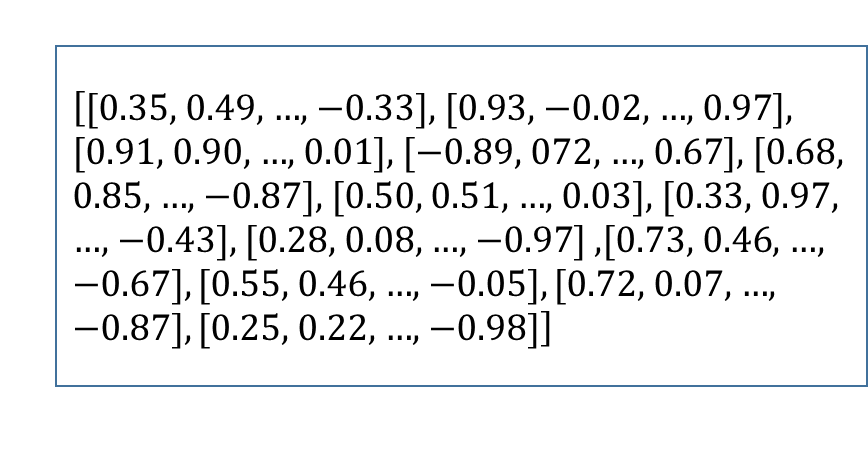 [[0.35, 0.49, …, −0.33], [0.93, −0.02, …, 0.97],
[0.91, 0.90, …, 0.01], [−0.89, 072, …, 0.67], [0.68,
0.85, …, −0.87], [0.50, 0.51, …, 0.03], [0.33, 0.97,
…, −0.43], [0.28, 0.08, …, −0.97] ,[0.73, 0.46, …,
−0.67], [0.55, 0.46, …, −0.05], [0.72, 0.07, …,
−0.87], [0.25, 0.22, …, −0.98]]